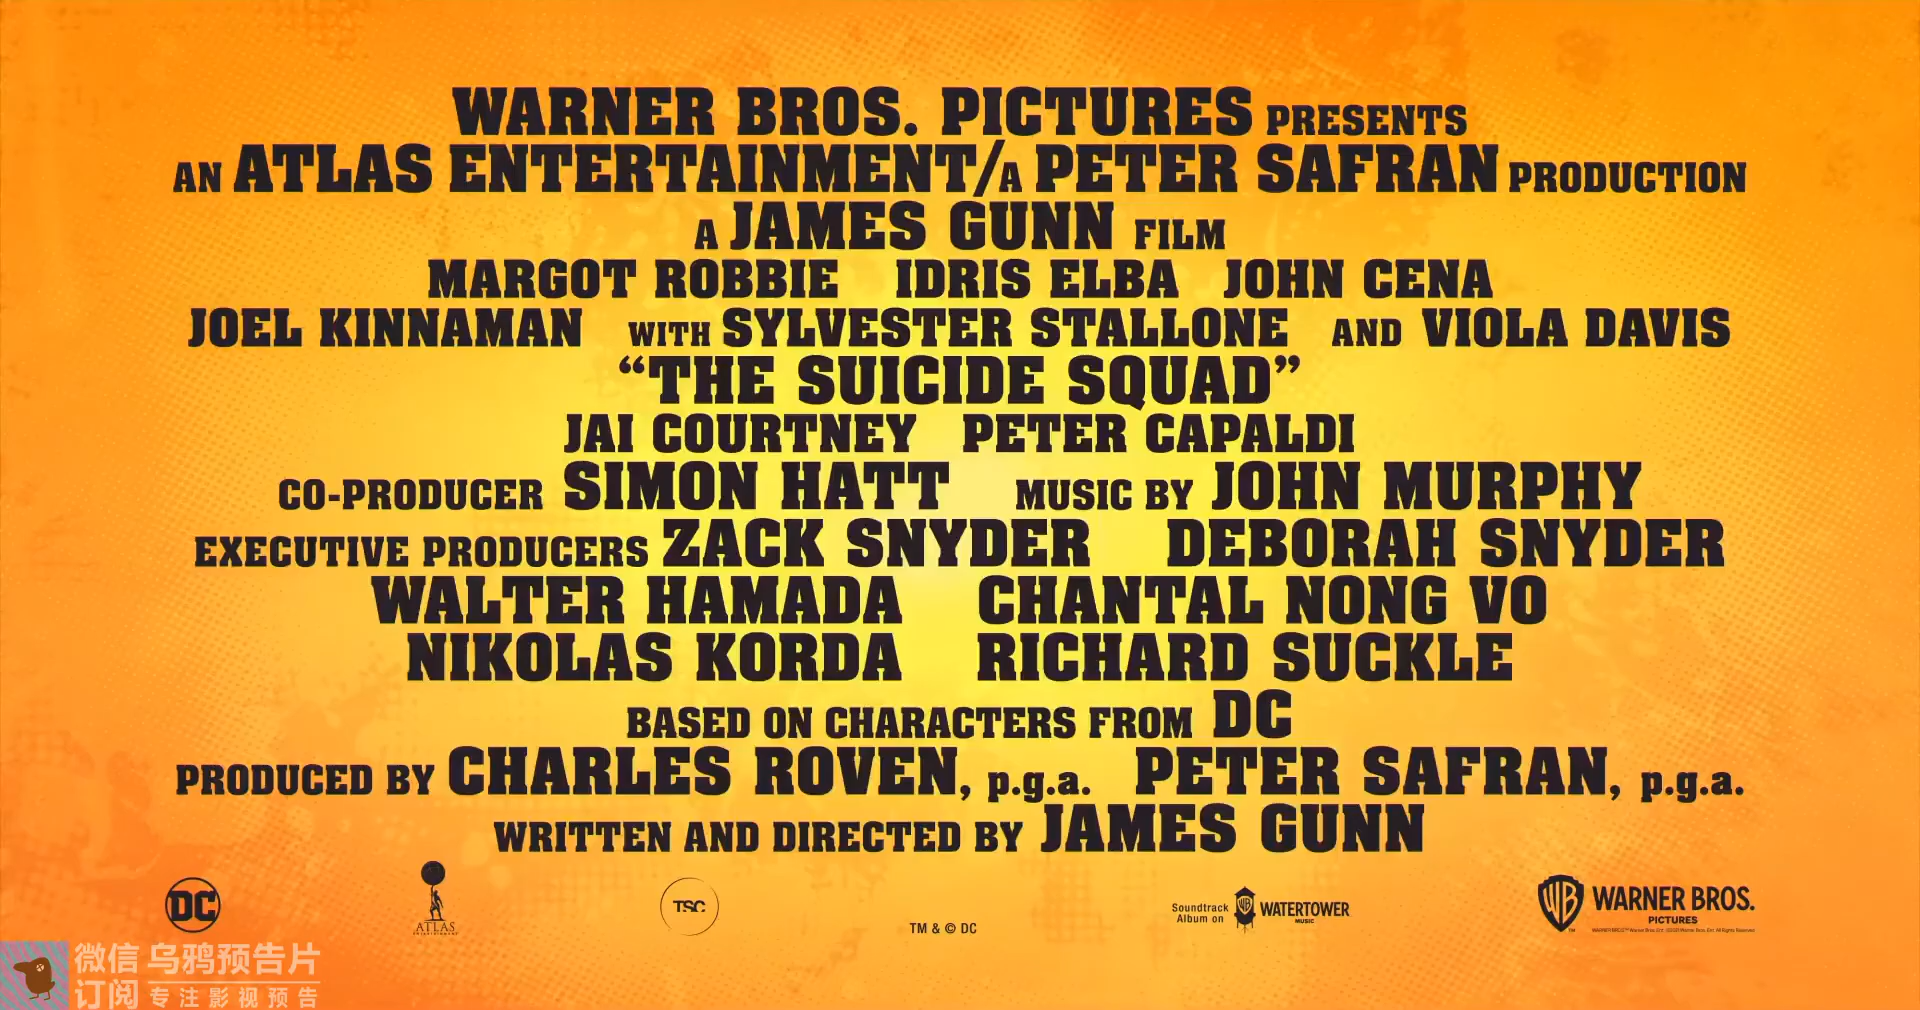 WARNER BROS. PICTURES PRESENTS
AN ATLAS ENTERTAINMENT/A PETER SAFRAN PRODUCTION
A JAMES GUNN FILM
MARGOT ROBBIE IDRIS ELBA JOHN CENA
JOEL KINNAMAN WITH SYLVESTER STALLONE AND VIOLA DAVIS
“THE SUICIDE SQUAD”
JAI COURTNEY PETER CAPALDI
CO-PRODUCER SIMON HATT MUSIC BY JOHN MURPHY
EXECUTIVE PRODUCERS ZACK SNYDER DEBORAH SNYDER
WALTER HAMADA CHANTAL NONG VO
NIKOLAS KORDA RICHARD SUCKLE
BASED ON CHARACTERS FROM DC
PRODUCED BY CHARLES ROVEN, p.g.a. PETER SAFRAN, p.g.a.
WRITTEN AND DIRECTED BY JAMES GUNN
DC
ATLAS
ENTERTAINMENT
TSC
TM & © DC
Soundtrack
Album on
WB
WATERTOWER
MUSIC
WB
WARNER BROS.
PICTURES
微信 乌鸦预告片
订阅 专注影视预告